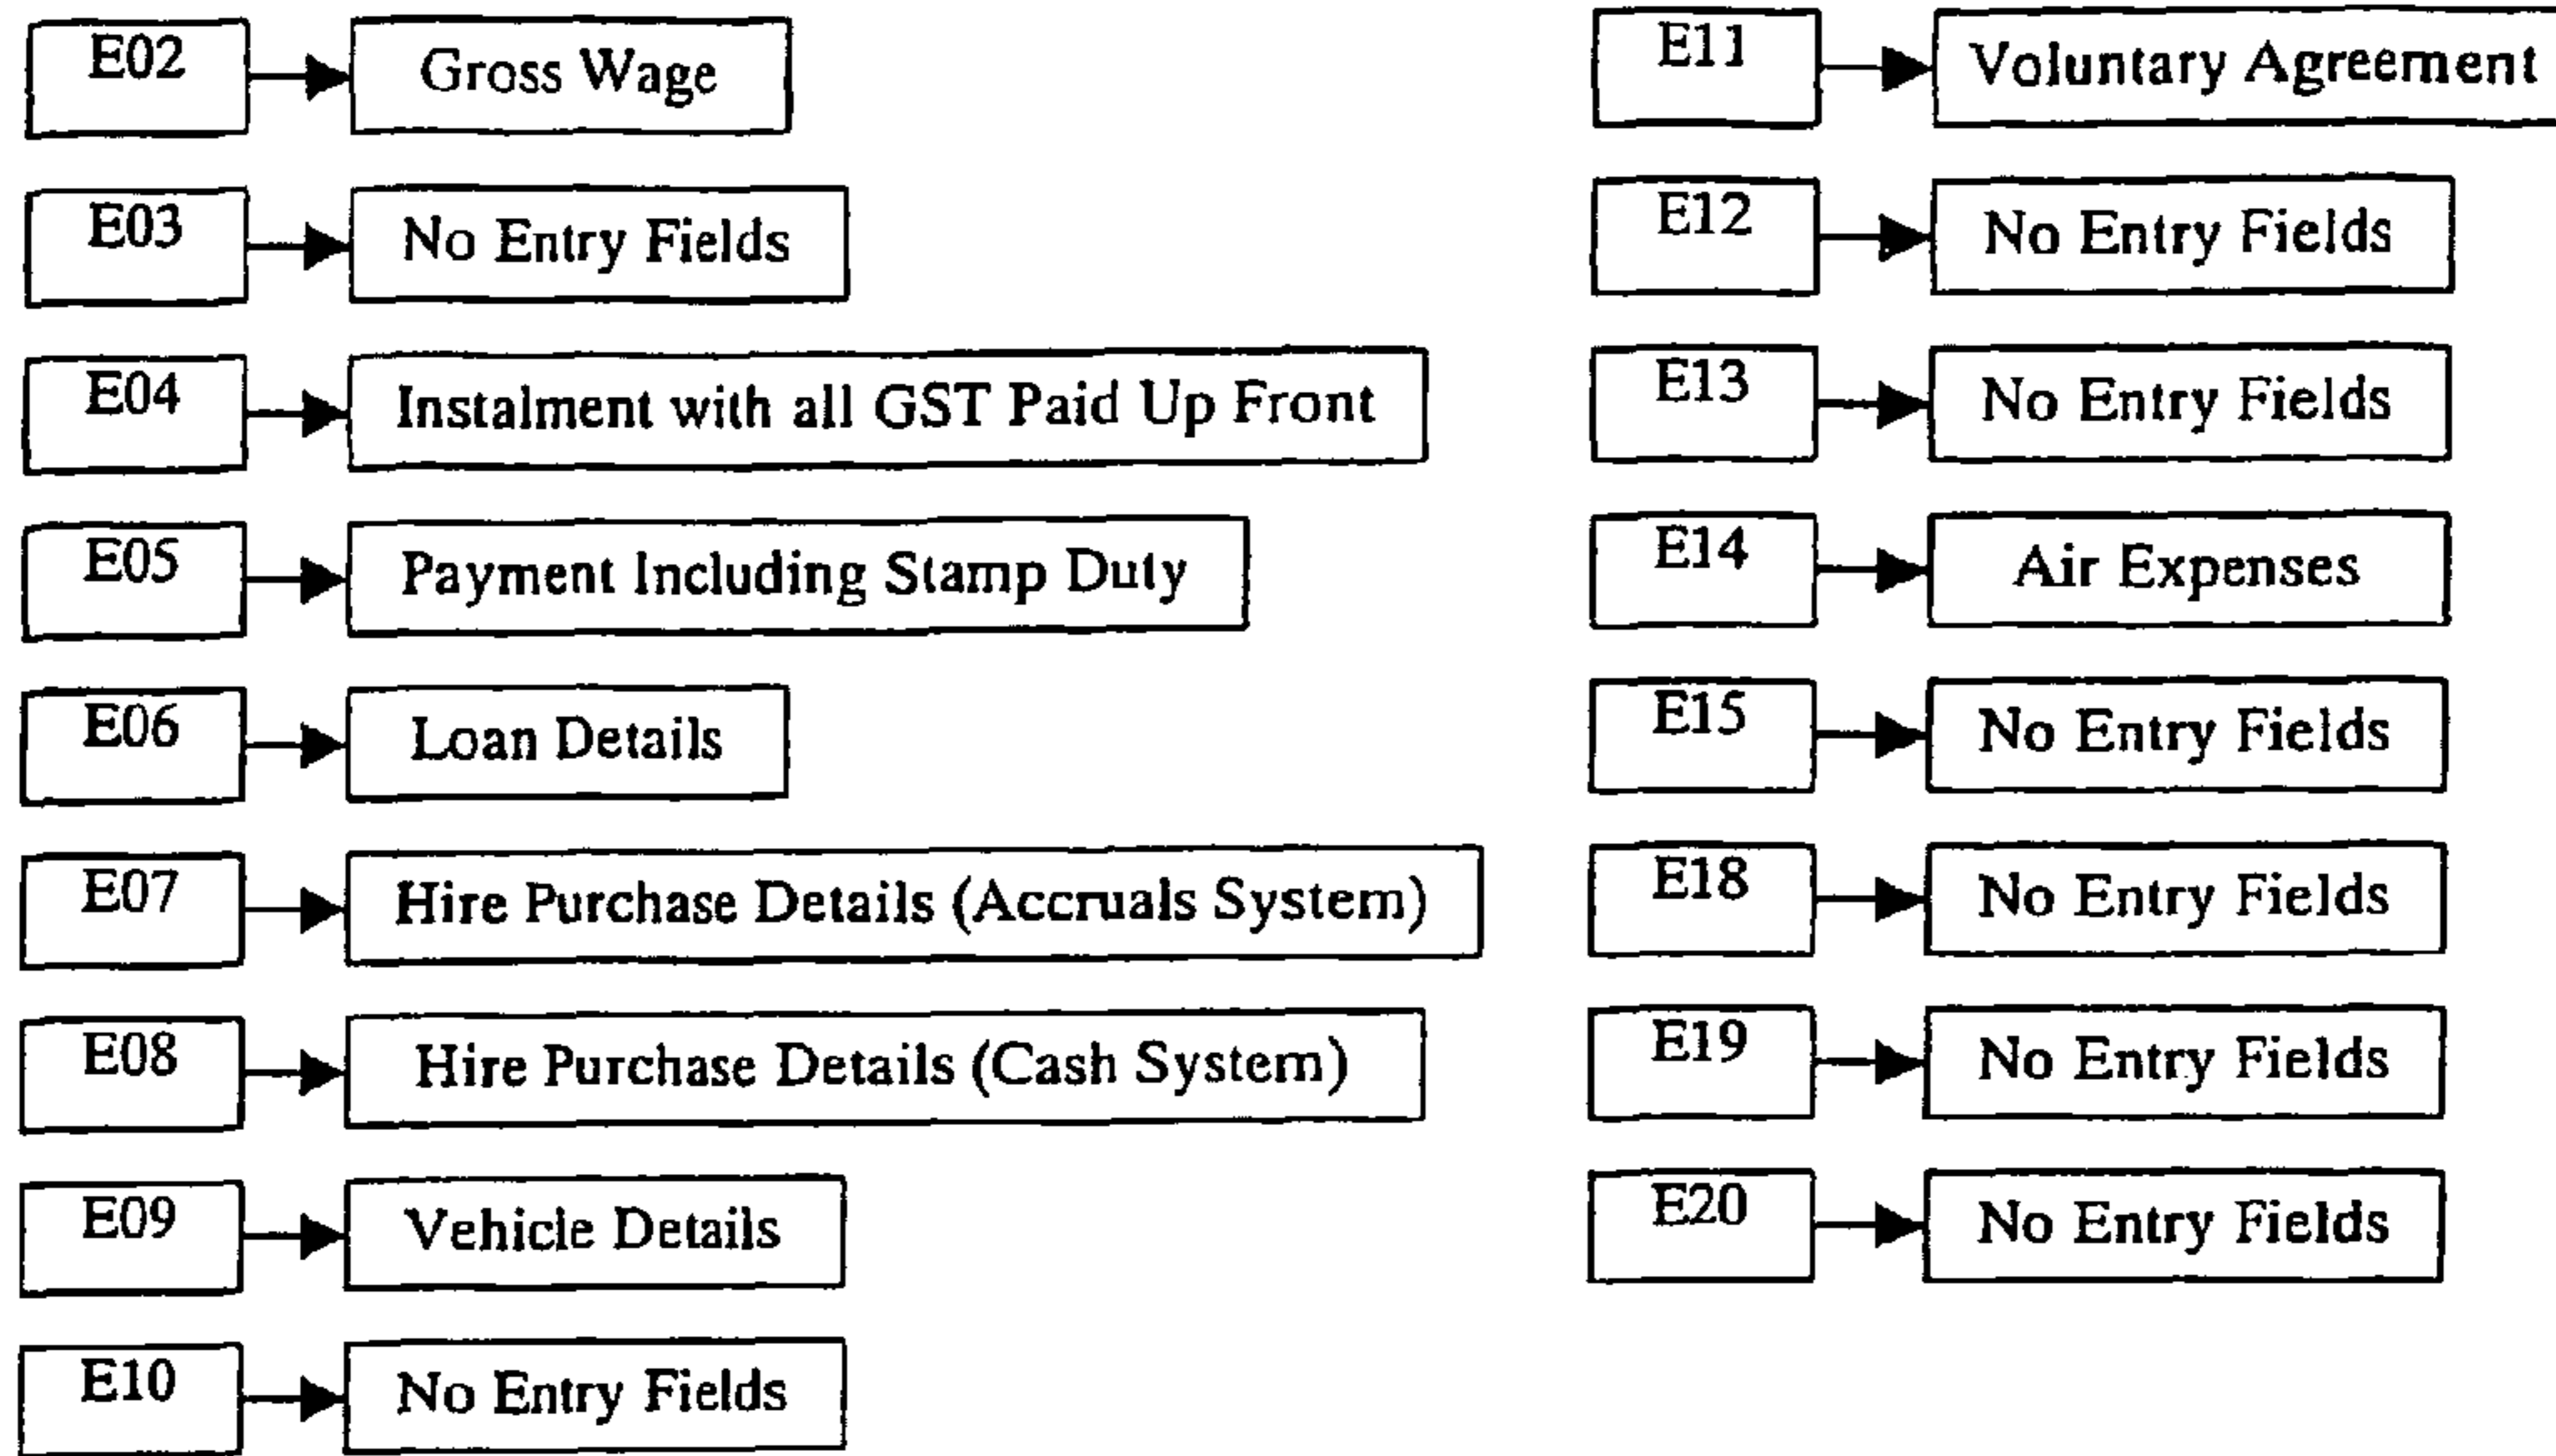 E02
Gross Wage
E03
No Entry Fields
E04
Instalment with all GST Paid Up Front
E05
Payment Including Stamp Duty
E06
Loan Details
E07
Hire Purchase Details (Accruals System)
E08
Hire Purchase Details (Cash System)
E09
Vehicle Details
E10
No Entry Fields
E11
Voluntary Agreement
E12
No Entry Fields
E13
No Entry Fields
E14
Air Expenses
E15
No Entry Fields
E18
No Entry Fields
E19
No Entry Fields
E20
No Entry Fields